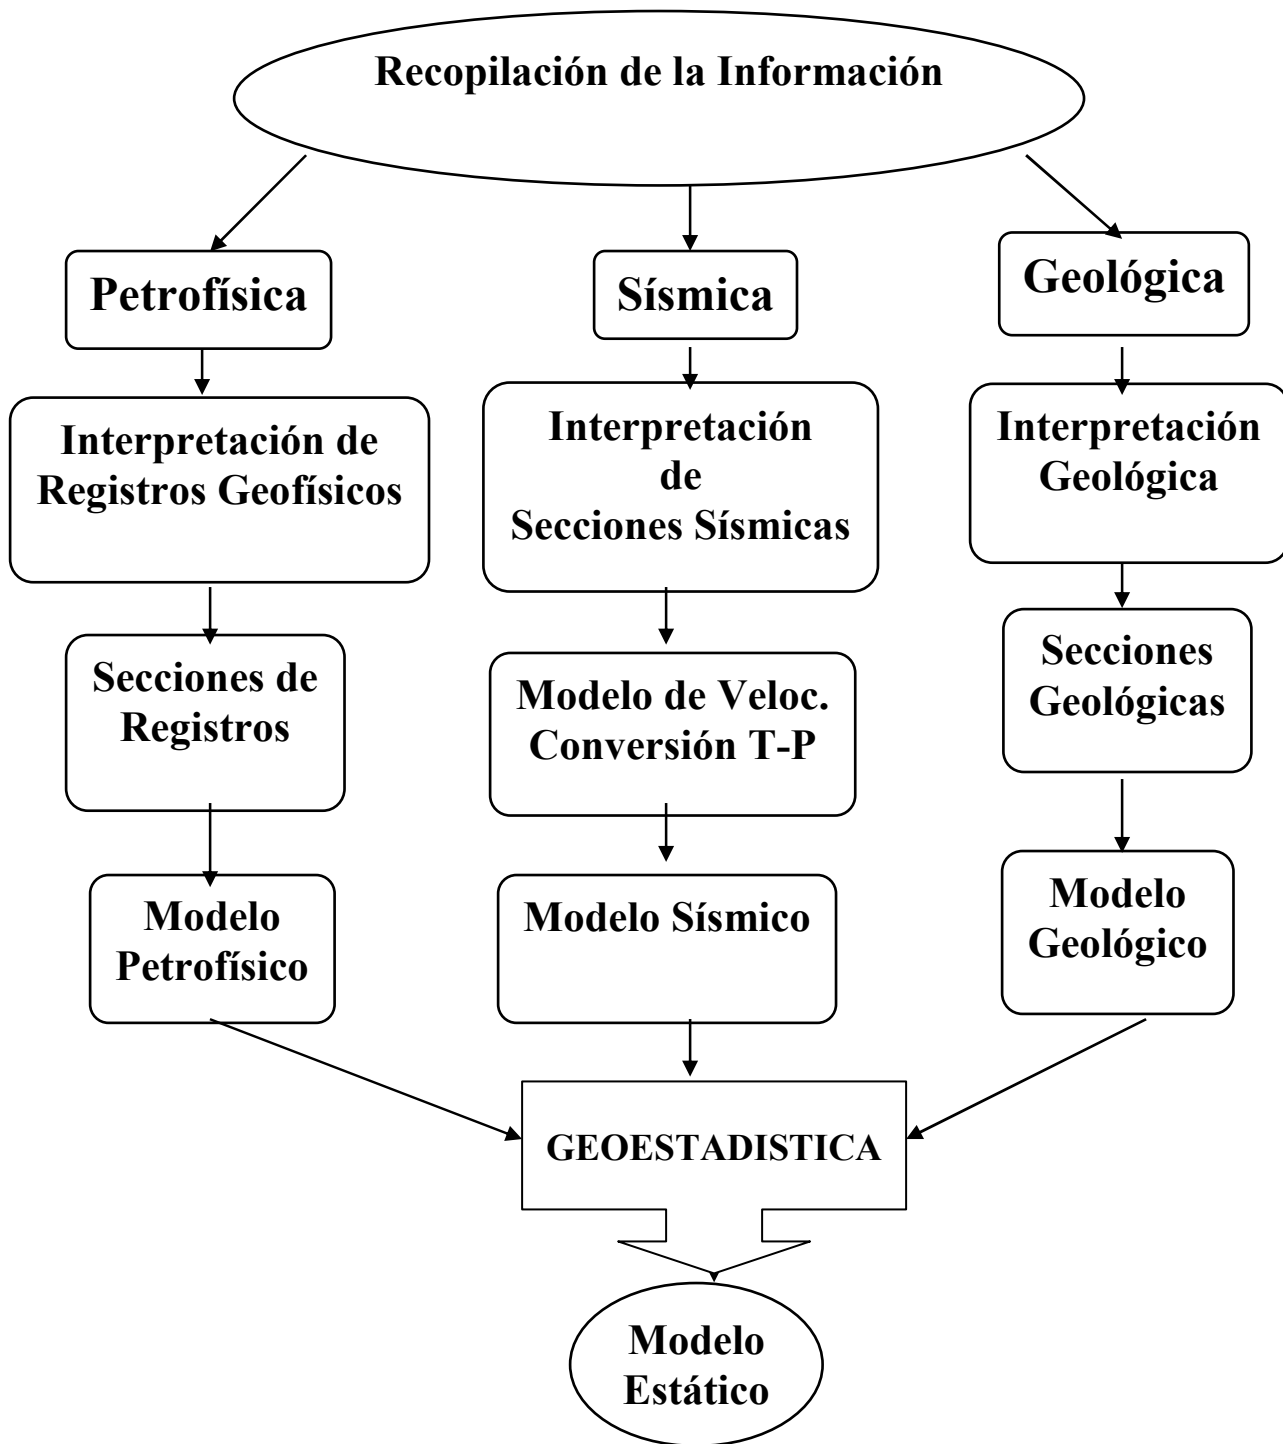 Recopilación de la Información
Petrofísica
Sísmica
Geológica
Interpretación de
Registros Geofísicos
Interpretación
de
Secciones Sísmicas
Interpretación
Geológica
Secciones de
Registros
Modelo de Veloc.
Conversión T-P
Secciones
Geológicas
Modelo
Petrofísico
Modelo Sísmico
Modelo
Geológico
GEOESTADISTICA
Modelo
Estático